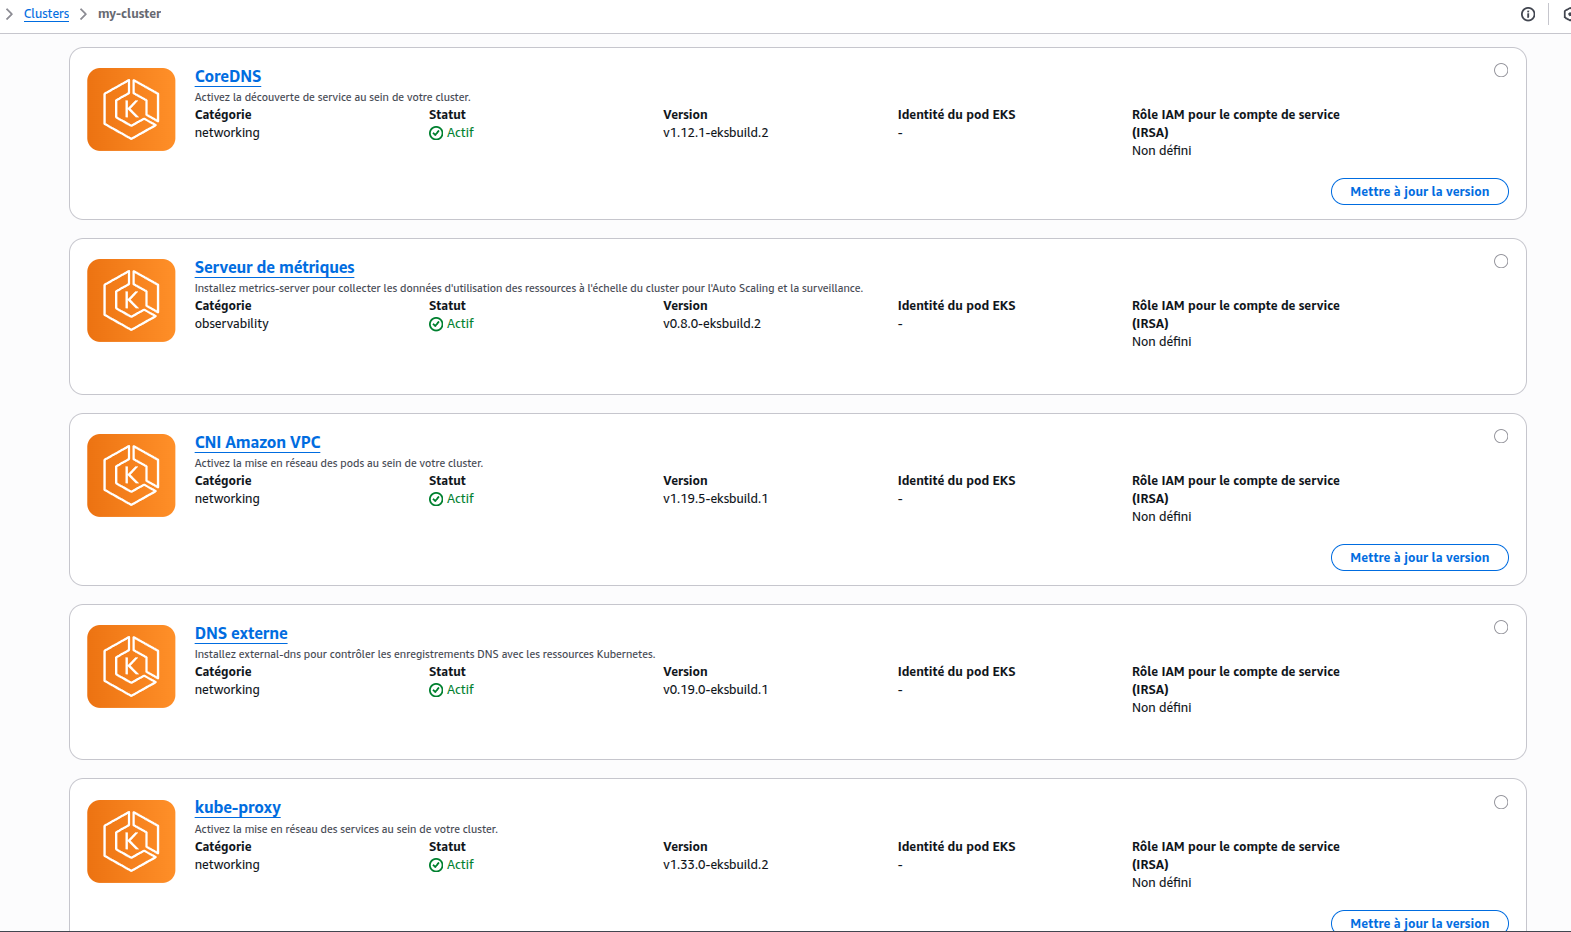 Clusters my-cluster
CoreDNS
Activez la découverte de service au sein de votre cluster.
Catégorie Statut Version Identité du pod EKS Rôle IAM pour le compte de service
networking Actif v1.12.1-eksbuild.2 - (IRSA)
Non défini
Mettre à jour la version
Serveur de métriques
Installez metrics-server pour collecter les données d'utilisation des ressources à l'échelle du cluster pour l'Auto Scaling et la surveillance.
Catégorie Statut Version Identité du pod EKS Rôle IAM pour le compte de service
observability Actif v0.8.0-eksbuild.2 - (IRSA)
Non défini
CNI Amazon VPC
Activez la mise en réseau des pods au sein de votre cluster.
Catégorie Statut Version Identité du pod EKS Rôle IAM pour le compte de service
networking Actif v1.19.5-eksbuild.1 - (IRSA)
Non défini
Mettre à jour la version
DNS externe
Installez external-dns pour contrôler les enregistrements DNS avec les ressources Kubernetes.
Catégorie Statut Version Identité du pod EKS Rôle IAM pour le compte de service
networking Actif v0.19.0-eksbuild.1 - (IRSA)
Non défini
kube-proxy
Activez la mise en réseau des services au sein de votre cluster.
Catégorie Statut Version Identité du pod EKS Rôle IAM pour le compte de service
networking Actif v1.33.0-eksbuild.2 - (IRSA)
Non défini
Mettre à jour la version